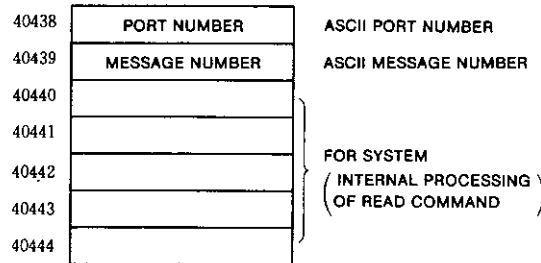 40438 PORT NUMBER ASCII PORT NUMBER
40439 MESSAGE NUMBER ASCII MESSAGE NUMBER
40440
40441
40442
40443
40444
FOR SYSTEM
(INTERNAL PROCESSING
OF READ COMMAND)